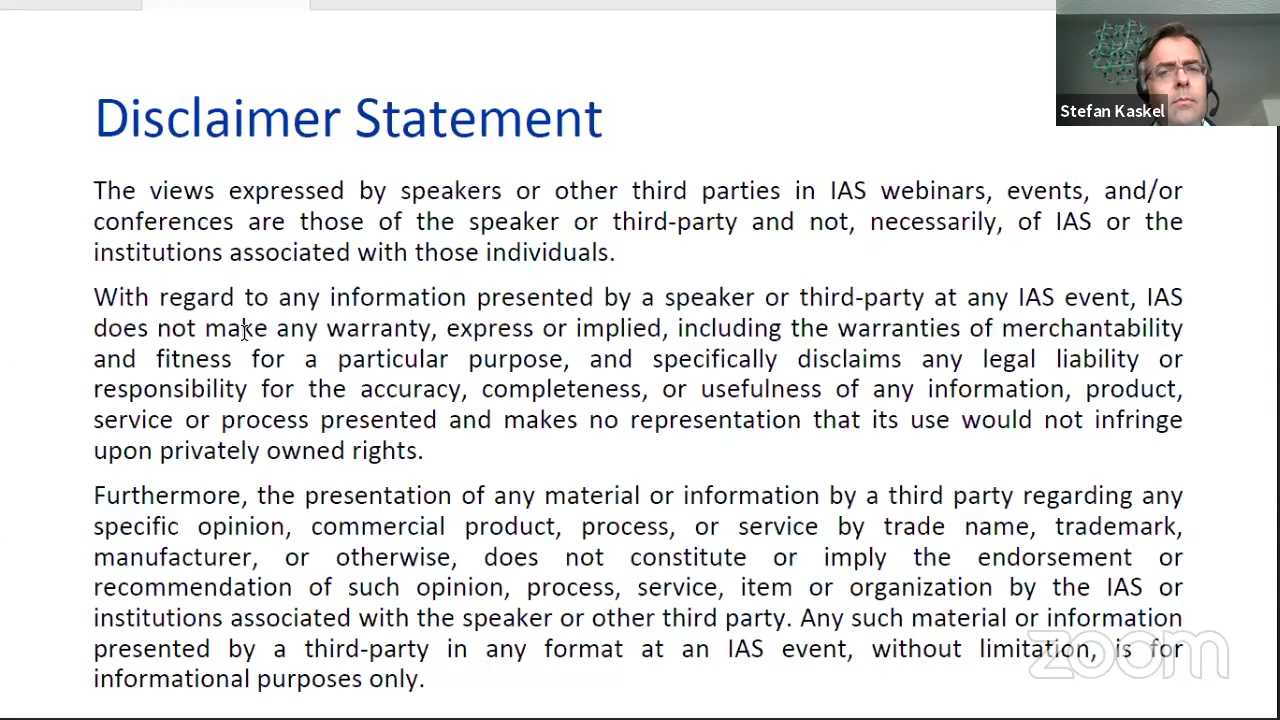 Disclaimer Statement
Stefan Kaskel
The views expressed by speakers or other third parties in IAS webinars, events, and/or
conferences are those of the speaker or third-party and not, necessarily, of IAS or the
institutions associated with those individuals.
With regard to any information presented by a speaker or third-party at any IAS event, IAS
does not make any warranty, express or implied, including the warranties of merchantability
and fitness for a particular purpose, and specifically disclaims any legal liability or
responsibility for the accuracy, completeness, or usefulness of any information, product,
service or process presented and makes no representation that its use would not infringe
upon privately owned rights.
Furthermore, the presentation of any material or information by a third party regarding any
specific opinion, commercial product, process, or service by trade name, trademark,
manufacturer, or otherwise, does not constitute or imply the endorsement or
recommendation of such opinion, process, service, item or organization by the IAS or
institutions associated with the speaker or other third party. Any such material or information
presented by a third-party in any format at an IAS event, without limitation, is for
informational purposes only.
zoom